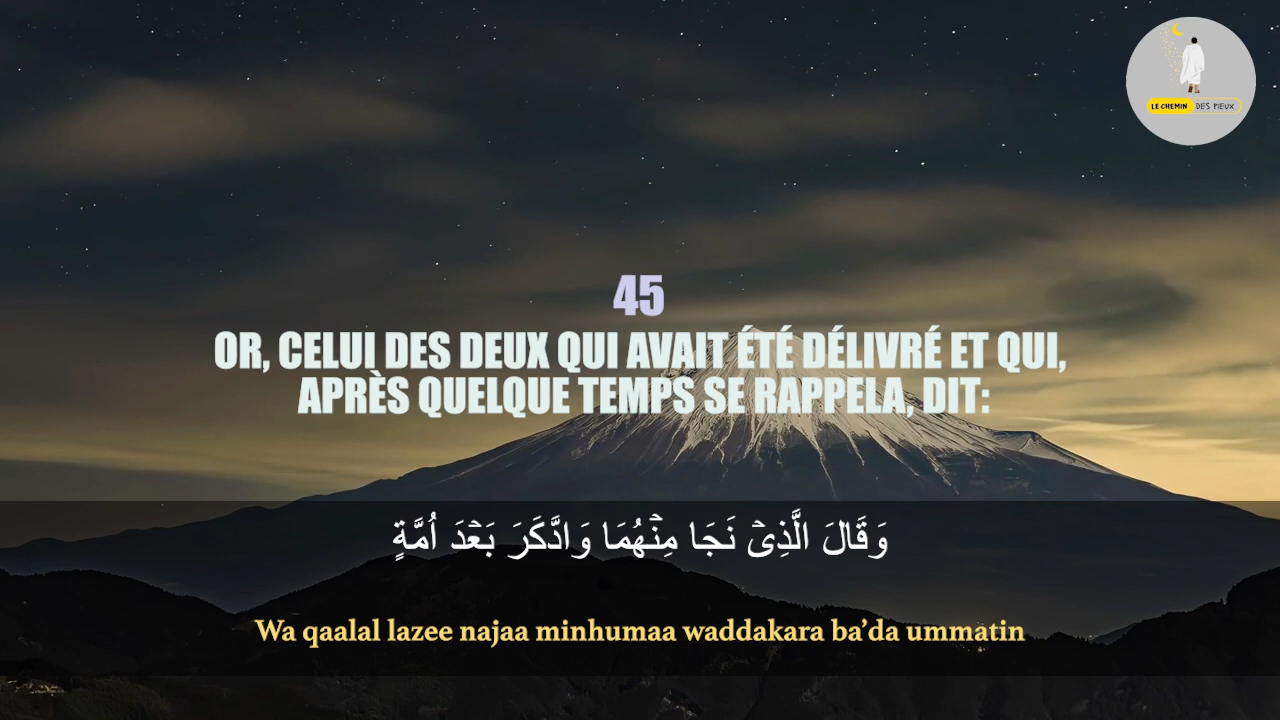 LE CHEMIN DES PIEUX
45
OR, CELUI DES DEUX QUI AVAIT ÉTÉ DÉLIVRÉ ET QUI,
APRÈS QUELQUE TEMPS SE RAPPELA, DIT:
وَقَالَ الَّذِىۡ نَجَا مِنۡهُمَا وَادَّكَرَ بَعۡدَ اُمَّةٍ
Wa qaalal lazee najaa minhumaa waddakara ba’da ummatin